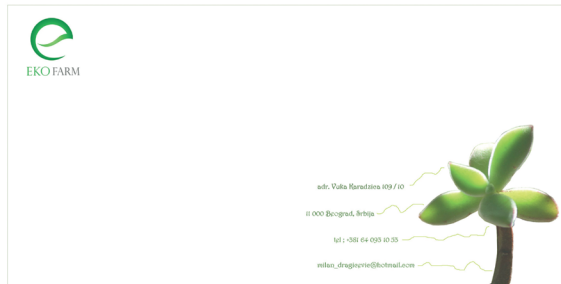 EKO FARM
adr. Vuka Karadzica 109 / 10
11 000 Beograd, Srbija
tel : +381 64 093 10 33
milan_dragicevic@hotmail.com